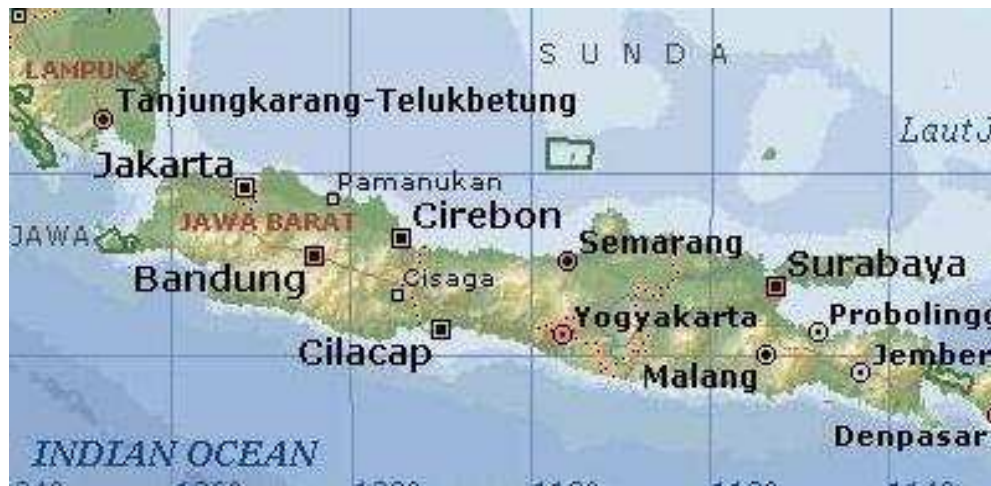 SUNDA
LAMPUNG
Tanjungkarang-Telukbetung
Laut J
Jakarta
Pamanukan
JAWA BARAT
Cirebon
JAWA
Semarang
Bandung
Surabaya
Cisaga
Yogyakarta
Probolingg
Cilacap
Jember
Malang
Denpasar
INDIAN OCEAN